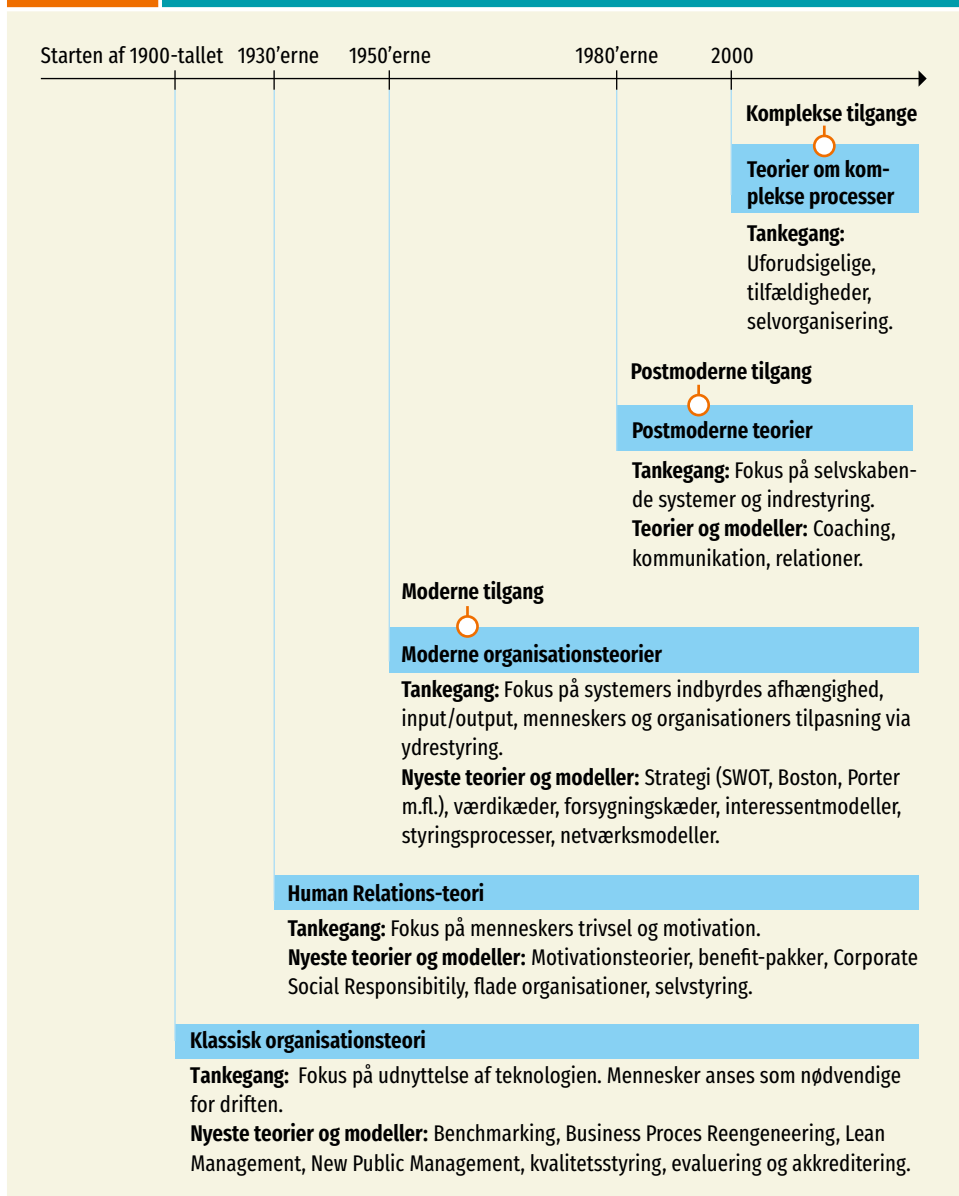 Starten af 1900-tallet 1930’erne 1950’erne 1980’erne 2000
Komplekse tilgange
Teorier om kom-
plekse processer
Tankegang:
Uforudsigelige,
tilfældigheder,
selvorganisering.
Postmoderne tilgang
Postmoderne teorier
Tankegang: Fokus på selvskaben-
de systemer og indrestyring.
Teorier og modeller: Coaching,
kommunikation, relationer.
Moderne tilgang
Moderne organisationsteorier
Tankegang: Fokus på systemers indbyrdes afhængighed,
input/output, menneskers og organisationers tilpasning via
ydrestyring.
Nyeste teorier og modeller: Strategi (SWOT, Boston, Porter
m.fl.), værdikæder, forsygningskæder, interessentmodeller,
styringsprocesser, netværksmodeller.
Human Relations-teori
Tankegang: Fokus på menneskers trivsel og motivation.
Nyeste teorier og modeller: Motivationsteorier, benefit-pakker, Corporate
Social Responsibitily, flade organisationer, selvstyring.
Klassisk organisationsteori
Tankegang: Fokus på udnyttelse af teknologien. Mennesker anses som nødvendige
for driften.
Nyeste teorier og modeller: Benchmarking, Business Proces Reengeneering, Lean
Management, New Public Management, kvalitetsstyring, evaluering og akkreditering.